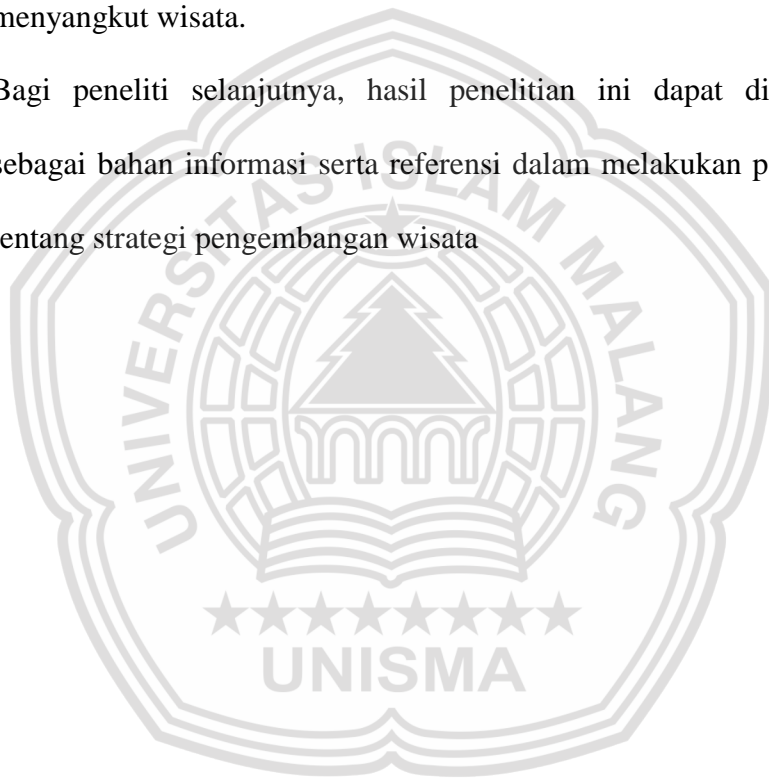 menyangkut wisata.
Bagi peneliti selanjutnya, hasil penelitian ini dapat di
sebagai bahan informasi serta referensi dalam melakukan p
tentang strategi pengembangan wisata
UNIVERSITAS ISLAM MALANG
UNISMA